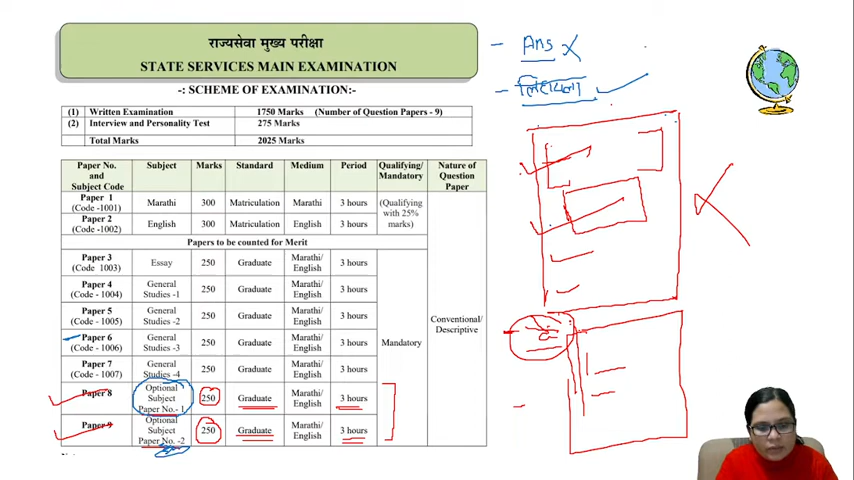 राज्यसेवा मुख्य परीक्षा
STATE SERVICES MAIN EXAMINATION
-: SCHEME OF EXAMINATION:-
(1) Written Examination 1750 Marks (Number of Question Papers - 9)
(2) Interview and Personality Test 275 Marks
Total Marks 2025 Marks
Paper No. and Subject Code Subject Marks Standard Medium Period Qualifying/ Mandatory Nature of Question Paper
Paper 1 (Code -1001) Marathi 300 Matriculation Marathi 3 hours (Qualifying with 25% marks) Conventional/ Descriptive
Paper 2 (Code -1002) English 300 Matriculation English 3 hours
Papers to be counted for Merit
Paper 3 (Code 1003) Essay 250 Graduate Marathi/ English 3 hours Mandatory
Paper 4 (Code - 1004) General Studies -1 250 Graduate Marathi/ English 3 hours
Paper 5 (Code - 1005) General Studies -2 250 Graduate Marathi/ English 3 hours
Paper 6 (Code - 1006) General Studies -3 250 Graduate Marathi/ English 3 hours
Paper 7 (Code - 1007) General Studies -4 250 Graduate Marathi/ English 3 hours
Paper 8 Optional Subject Paper No.- 1 250 Graduate Marathi/ English 3 hours
Paper 9 Optional Subject Paper No. -2 250 Graduate Marathi/ English 3 hours
- Ans